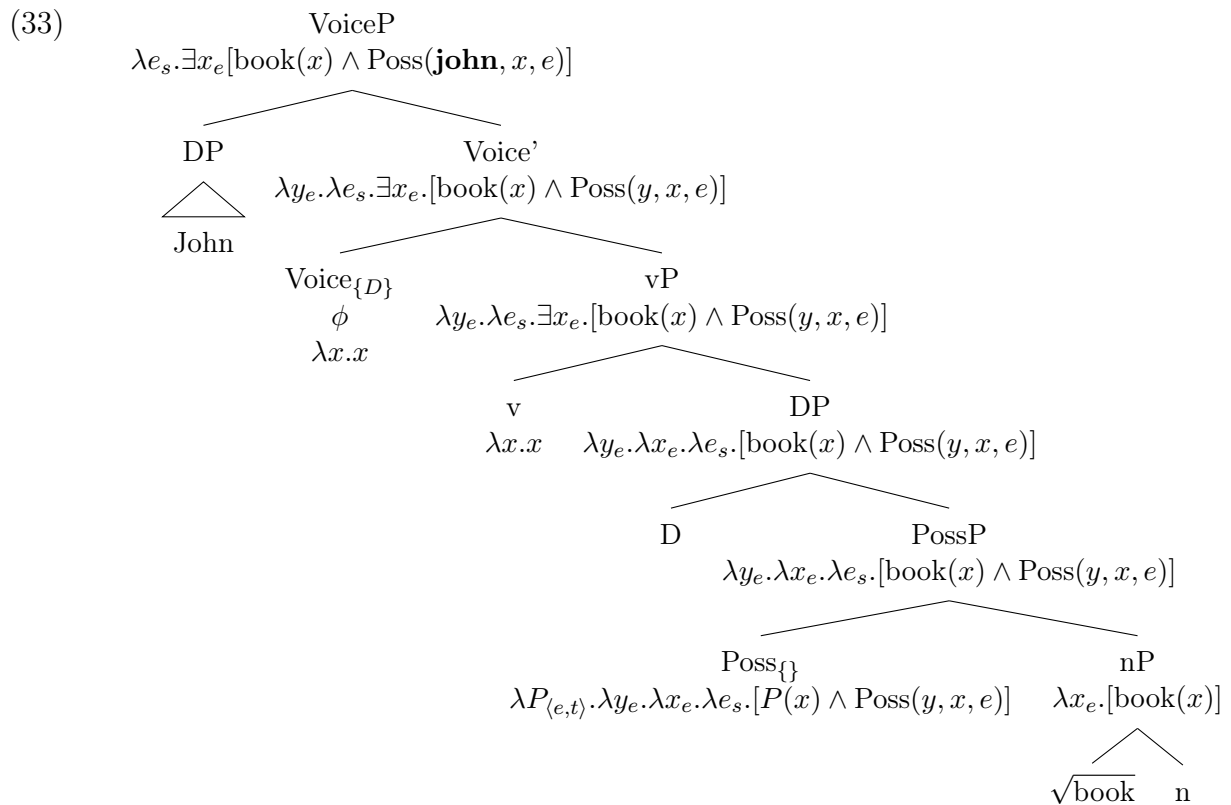 (33)
VoiceP
λe_s.∃x_e[book(x) ∧ Poss(john, x, e)]
DP Voice'
λy_e.λe_s.∃x_e.[book(x) ∧ Poss(y, x, e)]
John
Voice_{D} vP
ϕ λy_e.λe_s.∃x_e.[book(x) ∧ Poss(y, x, e)]
λx.x
v DP
λx.x λy_e.λx_e.λe_s.[book(x) ∧ Poss(y, x, e)]
D PossP
λy_e.λx_e.λe_s.[book(x) ∧ Poss(y, x, e)]
Poss_{} nP
λP_⟨e,t⟩.λy_e.λx_e.λe_s.[P(x) ∧ Poss(y, x, e)] λx_e.[book(x)]
√book n